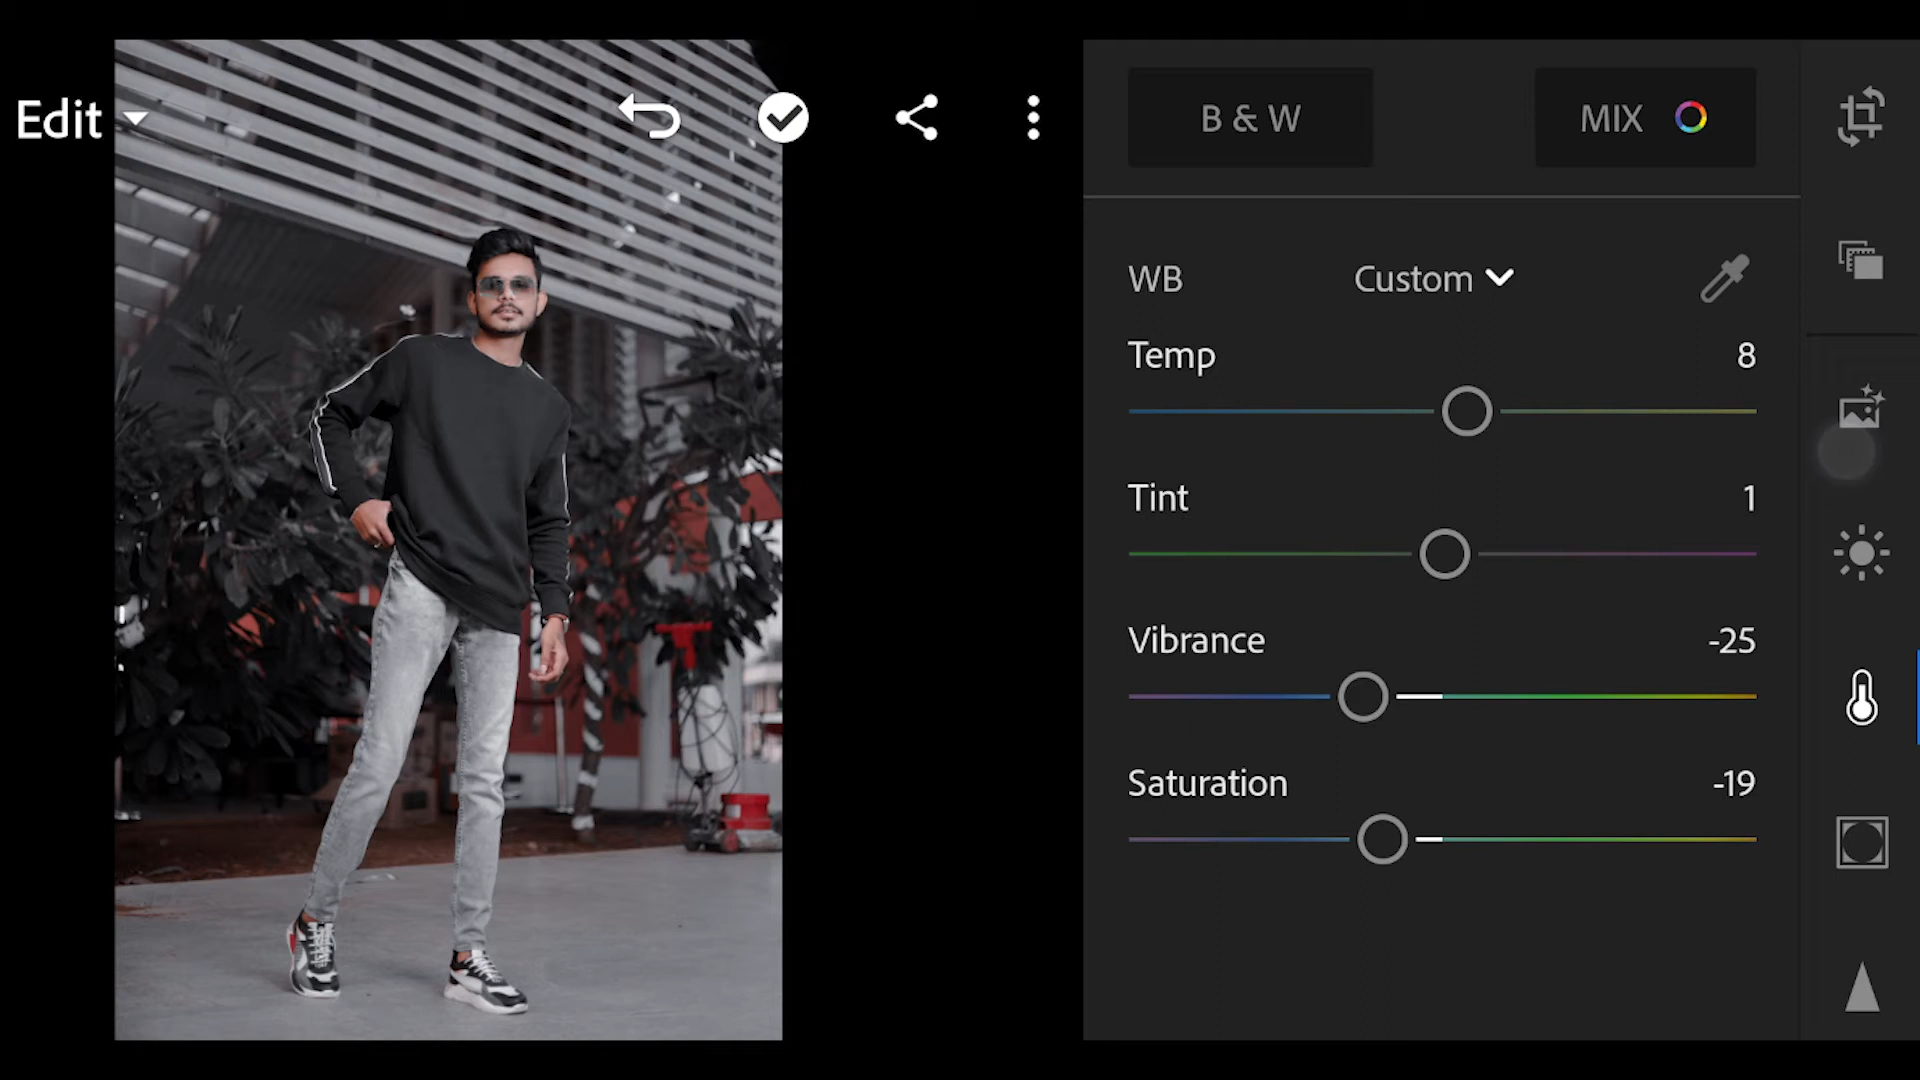 Edit
B & W
MIX
WB
Custom
Temp
8
Tint
1
Vibrance
-25
Saturation
-19